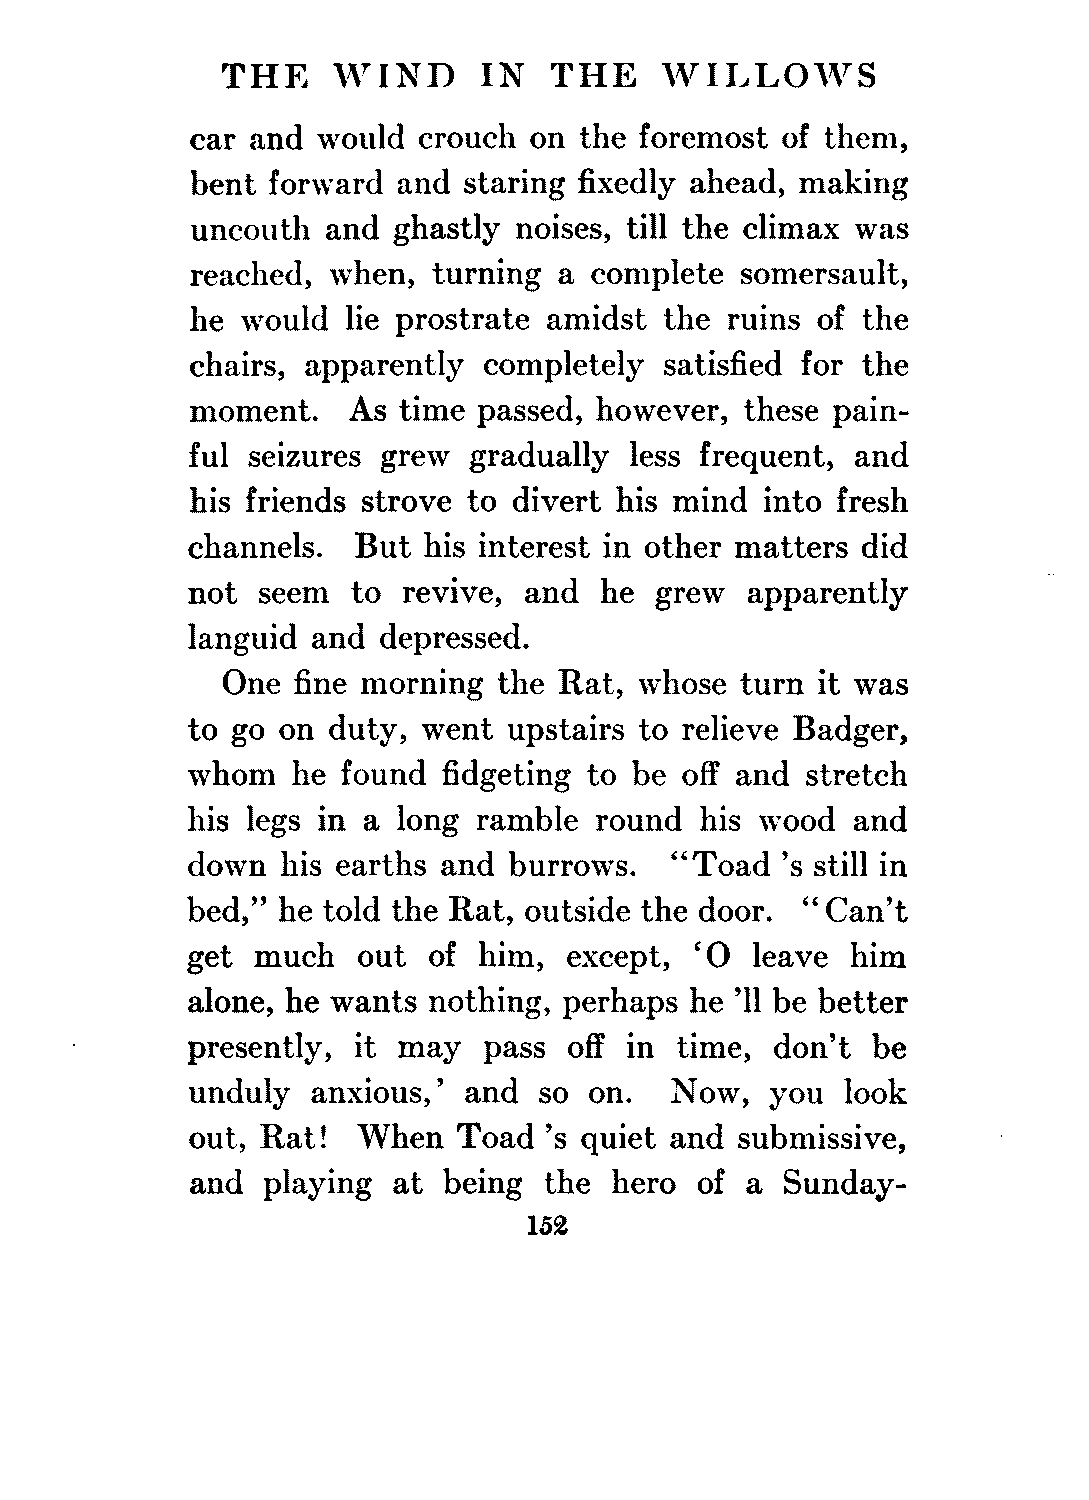 THE WIND IN THE WILLOWS
car and would crouch on the foremost of them,
bent forward and staring fixedly ahead, making
uncouth and ghastly noises, till the climax was
reached, when, turning a complete somersault,
he would lie prostrate amidst the ruins of the
chairs, apparently completely satisfied for the
moment. As time passed, however, these pain-
ful seizures grew gradually less frequent, and
his friends strove to divert his mind into fresh
channels. But his interest in other matters did
not seem to revive, and he grew apparently
languid and depressed.
One fine morning the Rat, whose turn it was
to go on duty, went upstairs to relieve Badger,
whom he found fidgeting to be off and stretch
his legs in a long ramble round his wood and
down his earths and burrows. “Toad ’s still in
bed,” he told the Rat, outside the door. “Can’t
get much out of him, except, ‘O leave him
alone, he wants nothing, perhaps he ’ll be better
presently, it may pass off in time, don’t be
unduly anxious,’ and so on. Now, you look
out, Rat! When Toad ’s quiet and submissive,
and playing at being the hero of a Sunday-
152